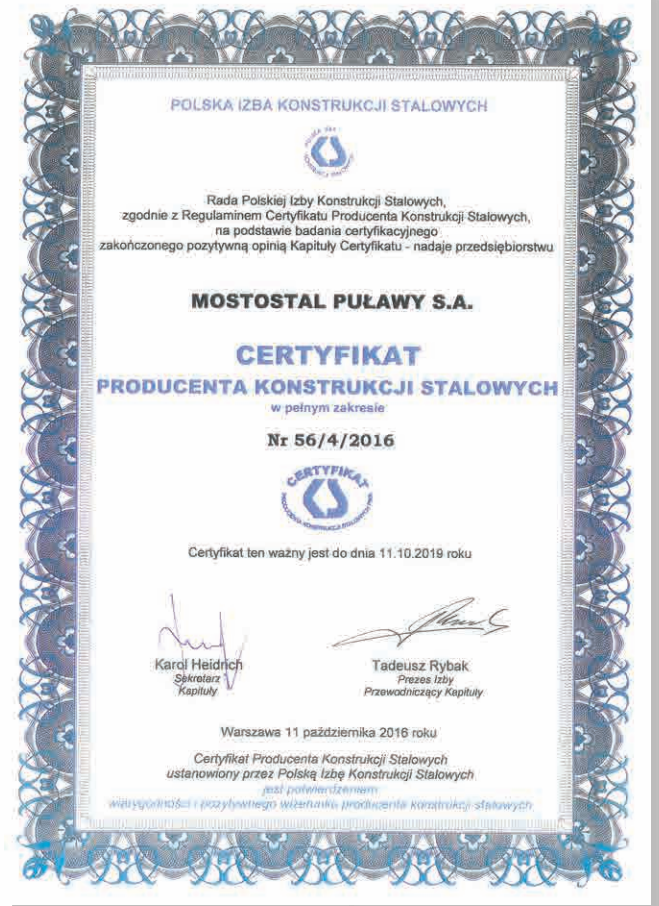 POLSKA IZBA KONSTRUKCJI STALOWYCH
Rada Polskiej Izby Konstrukcji Stalowych,
zgodnie z Regulaminem Certyfikatu Producenta Konstrukcji Stalowych,
na podstawie badania certyfikacyjnego
zakończonego pozytywną opinią Kapituły Certyfikatu - nadaje przedsiębiorstwu
MOSTOSTAL PUŁAWY S.A.
CERTYFIKAT
PRODUCENTA KONSTRUKCJI STALOWYCH
w pełnym zakresie
Nr 56/4/2016
CERTYFIKAT
PRODUCENTA KONSTRUKCJI STALOWYCH
Certyfikat ten ważny jest do dnia 11.10.2019 roku
Karol Heidrich
Sekretarz
Kapituły
Tadeusz Rybak
Prezes Izby
Przewodniczący Kapituły
Warszawa 11 października 2016 roku
Certyfikat Producenta Konstrukcji Stalowych
ustanowiony przez Polską Izbę Konstrukcji Stalowych
jest potwierdzeniem
wiarygodności i pozytywnego wizerunku producenta konstrukcji stalowych